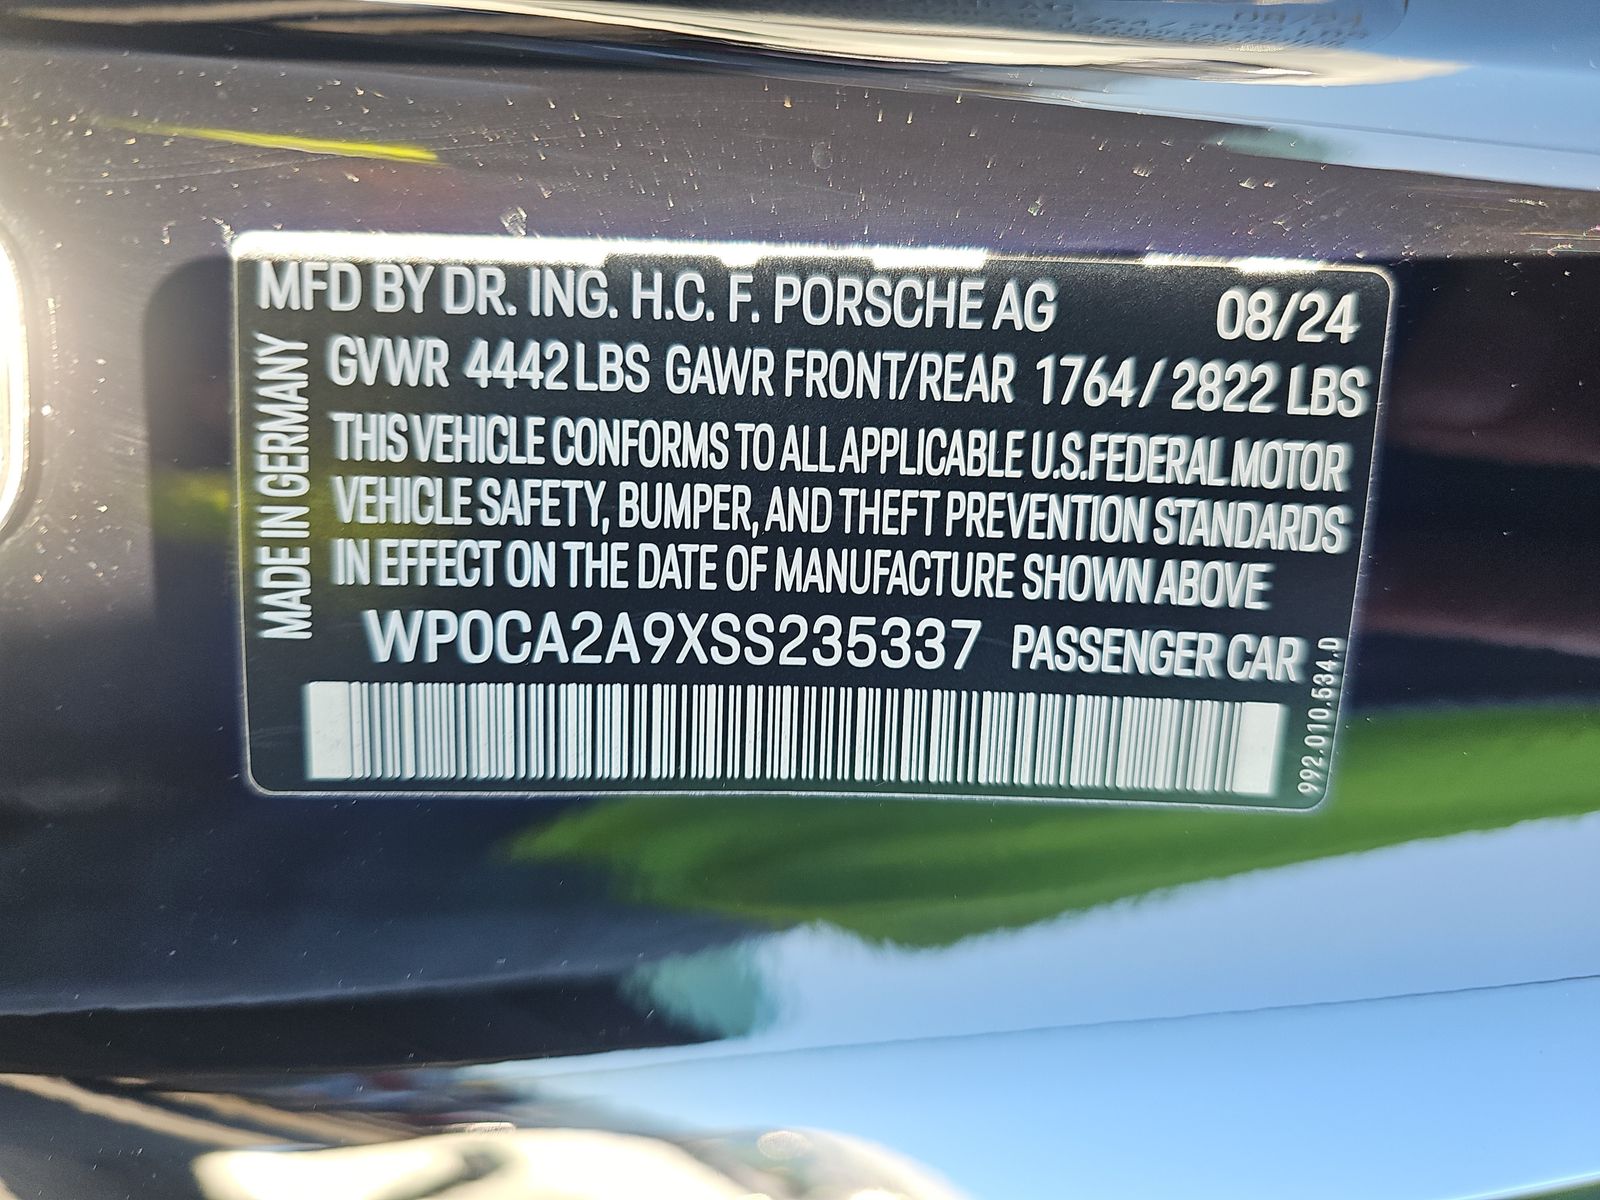 MFD BY DR. ING. H.C. F. PORSCHE AG 08/24
GVWR 4442 LBS GAWR FRONT/REAR 1764 / 2822 LBS
THIS VEHICLE CONFORMS TO ALL APPLICABLE U.S.FEDERAL MOTOR
VEHICLE SAFETY, BUMPER, AND THEFT PREVENTION STANDARDS
IN EFFECT ON THE DATE OF MANUFACTURE SHOWN ABOVE
WP0CA2A9XSS235337 PASSENGER CAR
MADE IN GERMANY
992.010.534.D